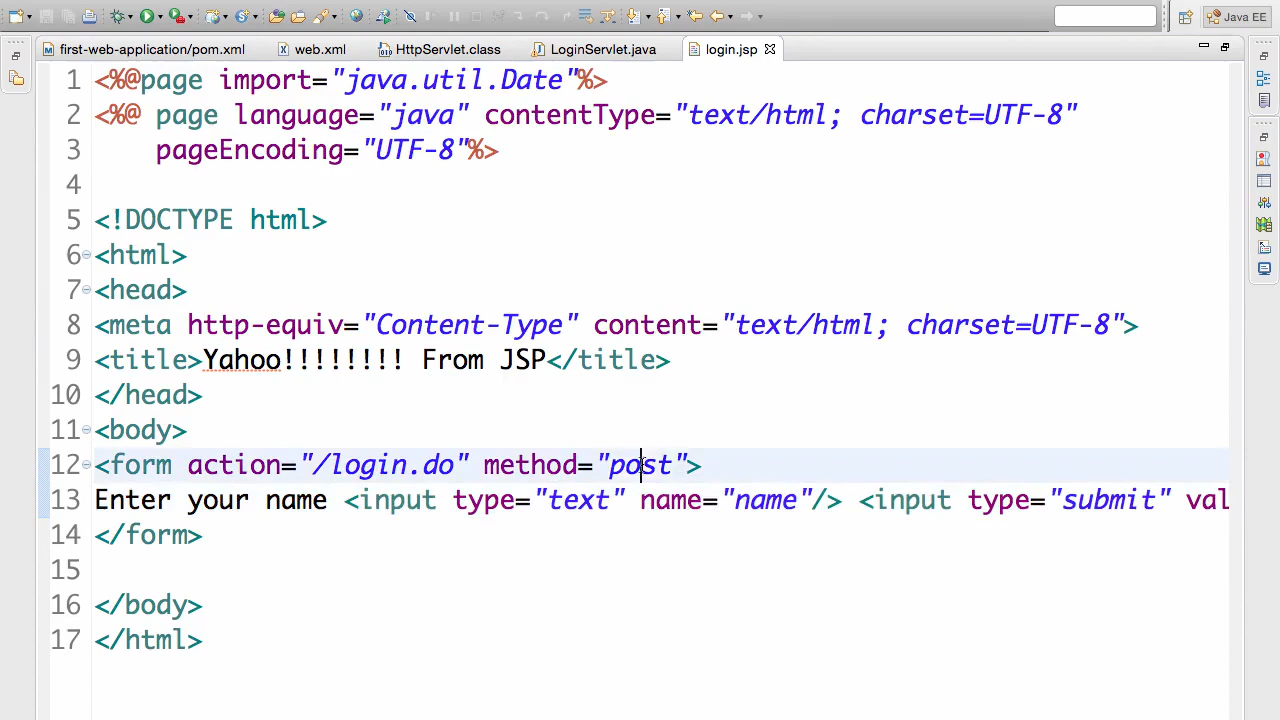 Java EE
first-web-application/pom.xml web.xml HttpServlet.class LoginServlet.java login.jsp
1 <%@page import="java.util.Date"%>
2 <%@ page language="java" contentType="text/html; charset=UTF-8"
3 pageEncoding="UTF-8"%>
4
5 <!DOCTYPE html>
6 <html>
7 <head>
8 <meta http-equiv="Content-Type" content="text/html; charset=UTF-8">
9 <title>Yahoo!!!!!!!! From JSP</title>
10 </head>
11 <body>
12 <form action="/login.do" method="post">
13 Enter your name <input type="text" name="name"/> <input type="submit" val
14 </form>
15
16 </body>
17 </html>